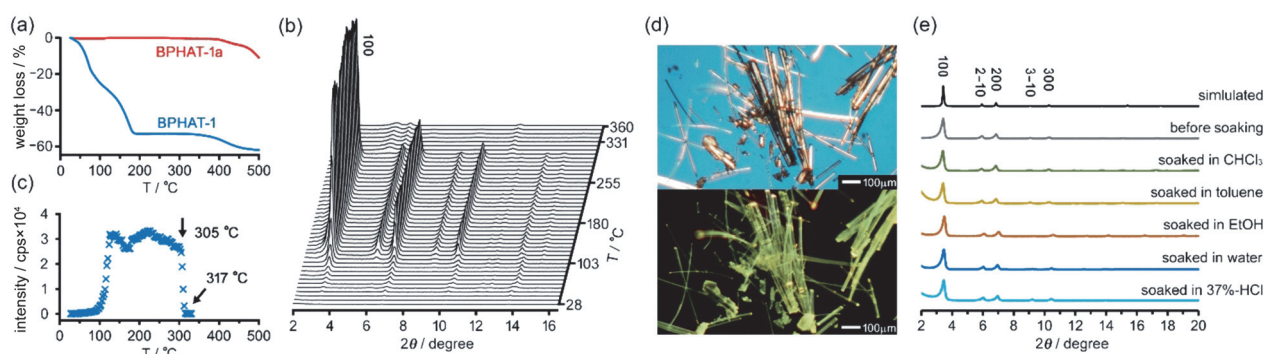 (a)
0
−20
−40
−60
weight loss / %
BPHAT-1a
BPHAT-1
0 100 200 300 400 500
T / °C
(b)
100
360
331
255
180
103
28
T / °C
2 4 6 8 10 12 14 16
2θ / degree
(c)
4
3
2
1
0
intensity / cps×10⁴
305 °C
317 °C
0 100 200 300 400 500
T / °C
(d)
100μm
100μm
(e)
100 2−10 200 3−10 300
simlulated
before soaking
soaked in CHCl₃
soaked in toluene
soaked in EtOH
soaked in water
soaked in 37%-HCl
2 4 6 8 10 12 14 16 18 20
2θ / degree